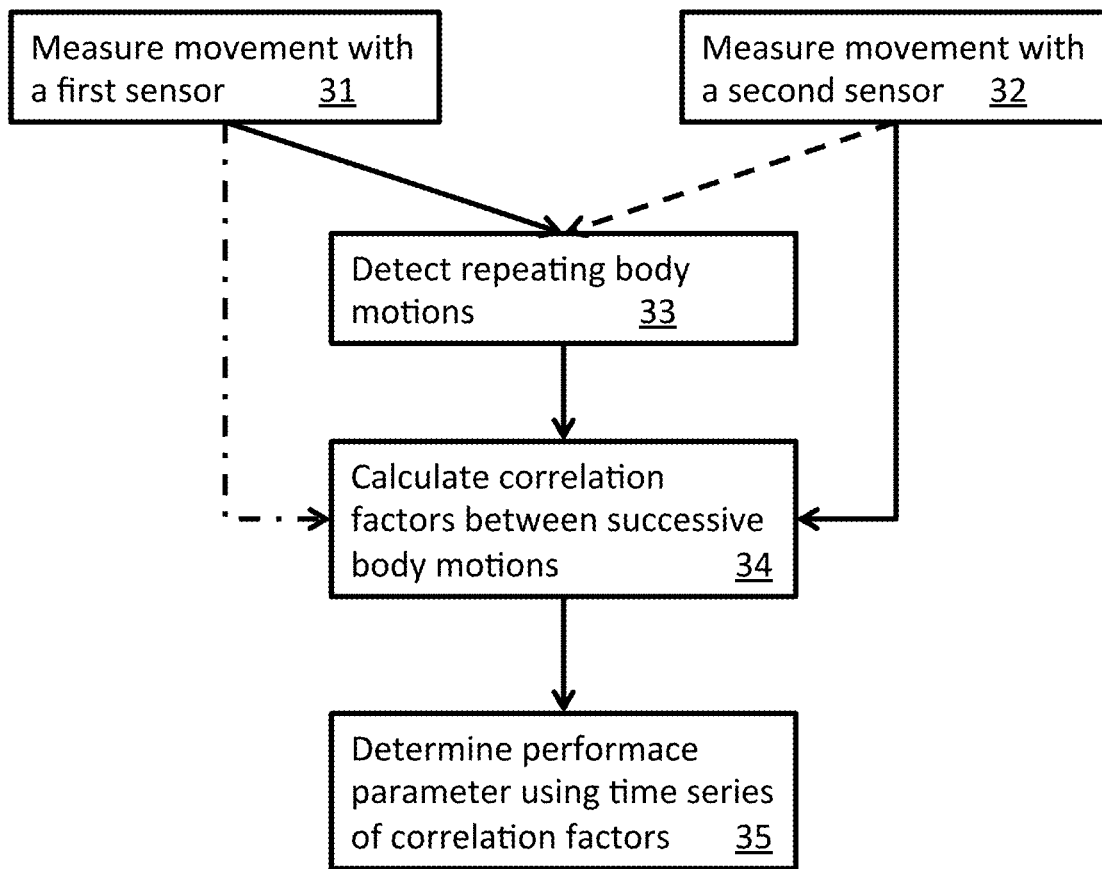 Measure movement with
a first sensor 31
Measure movement with
a second sensor 32
Detect repeating body
motions 33
Calculate correlation
factors between successive
body motions 34
Determine performace
parameter using time series
of correlation factors 35